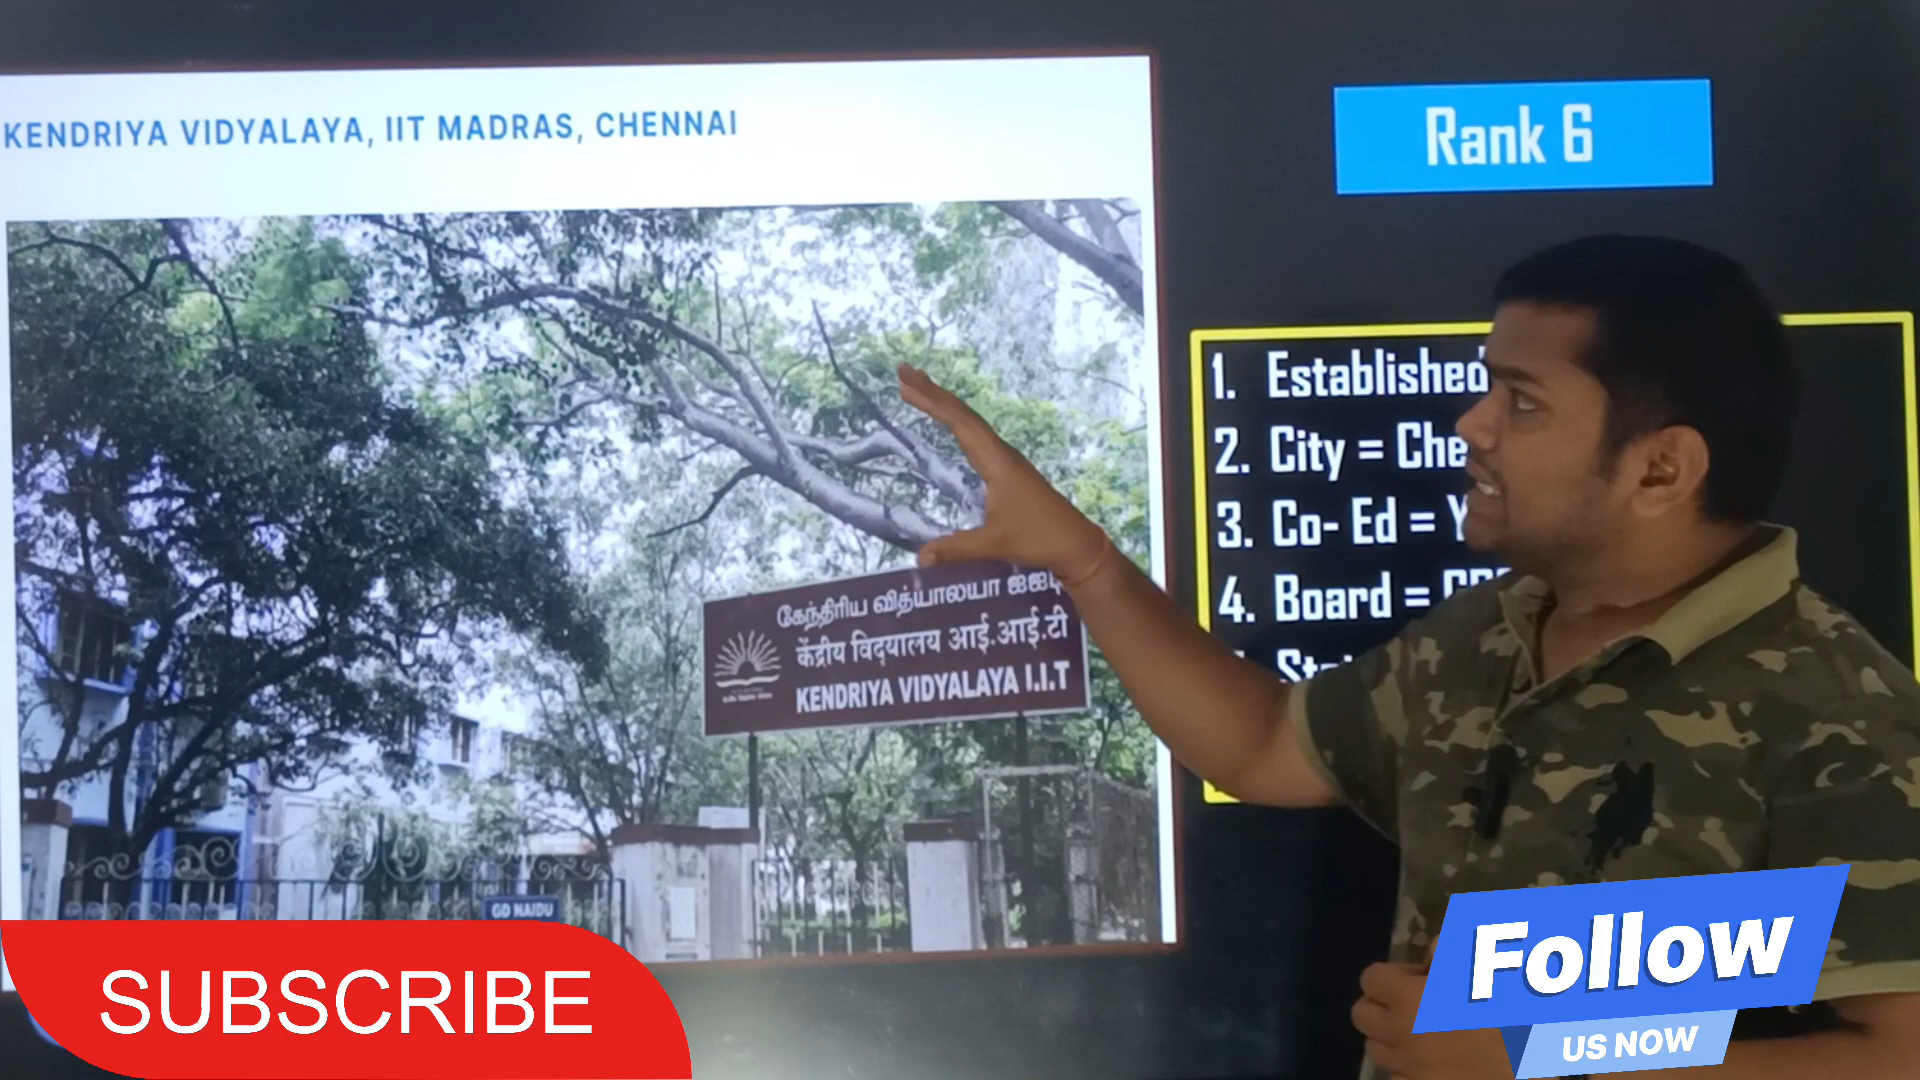 KENDRIYA VIDYALAYA, IIT MADRAS, CHENNAI
Rank 6
1. Established
2. City =
3. Co- Ed =
4. Board =
கேந்திரிய வித்யாலயா ஐஐடி
केंद्रीय विद्यालय आई.आई.टी
KENDRIYA VIDYALAYA I.I.T
GD NAIDU
SUBSCRIBE
Follow
US NOW